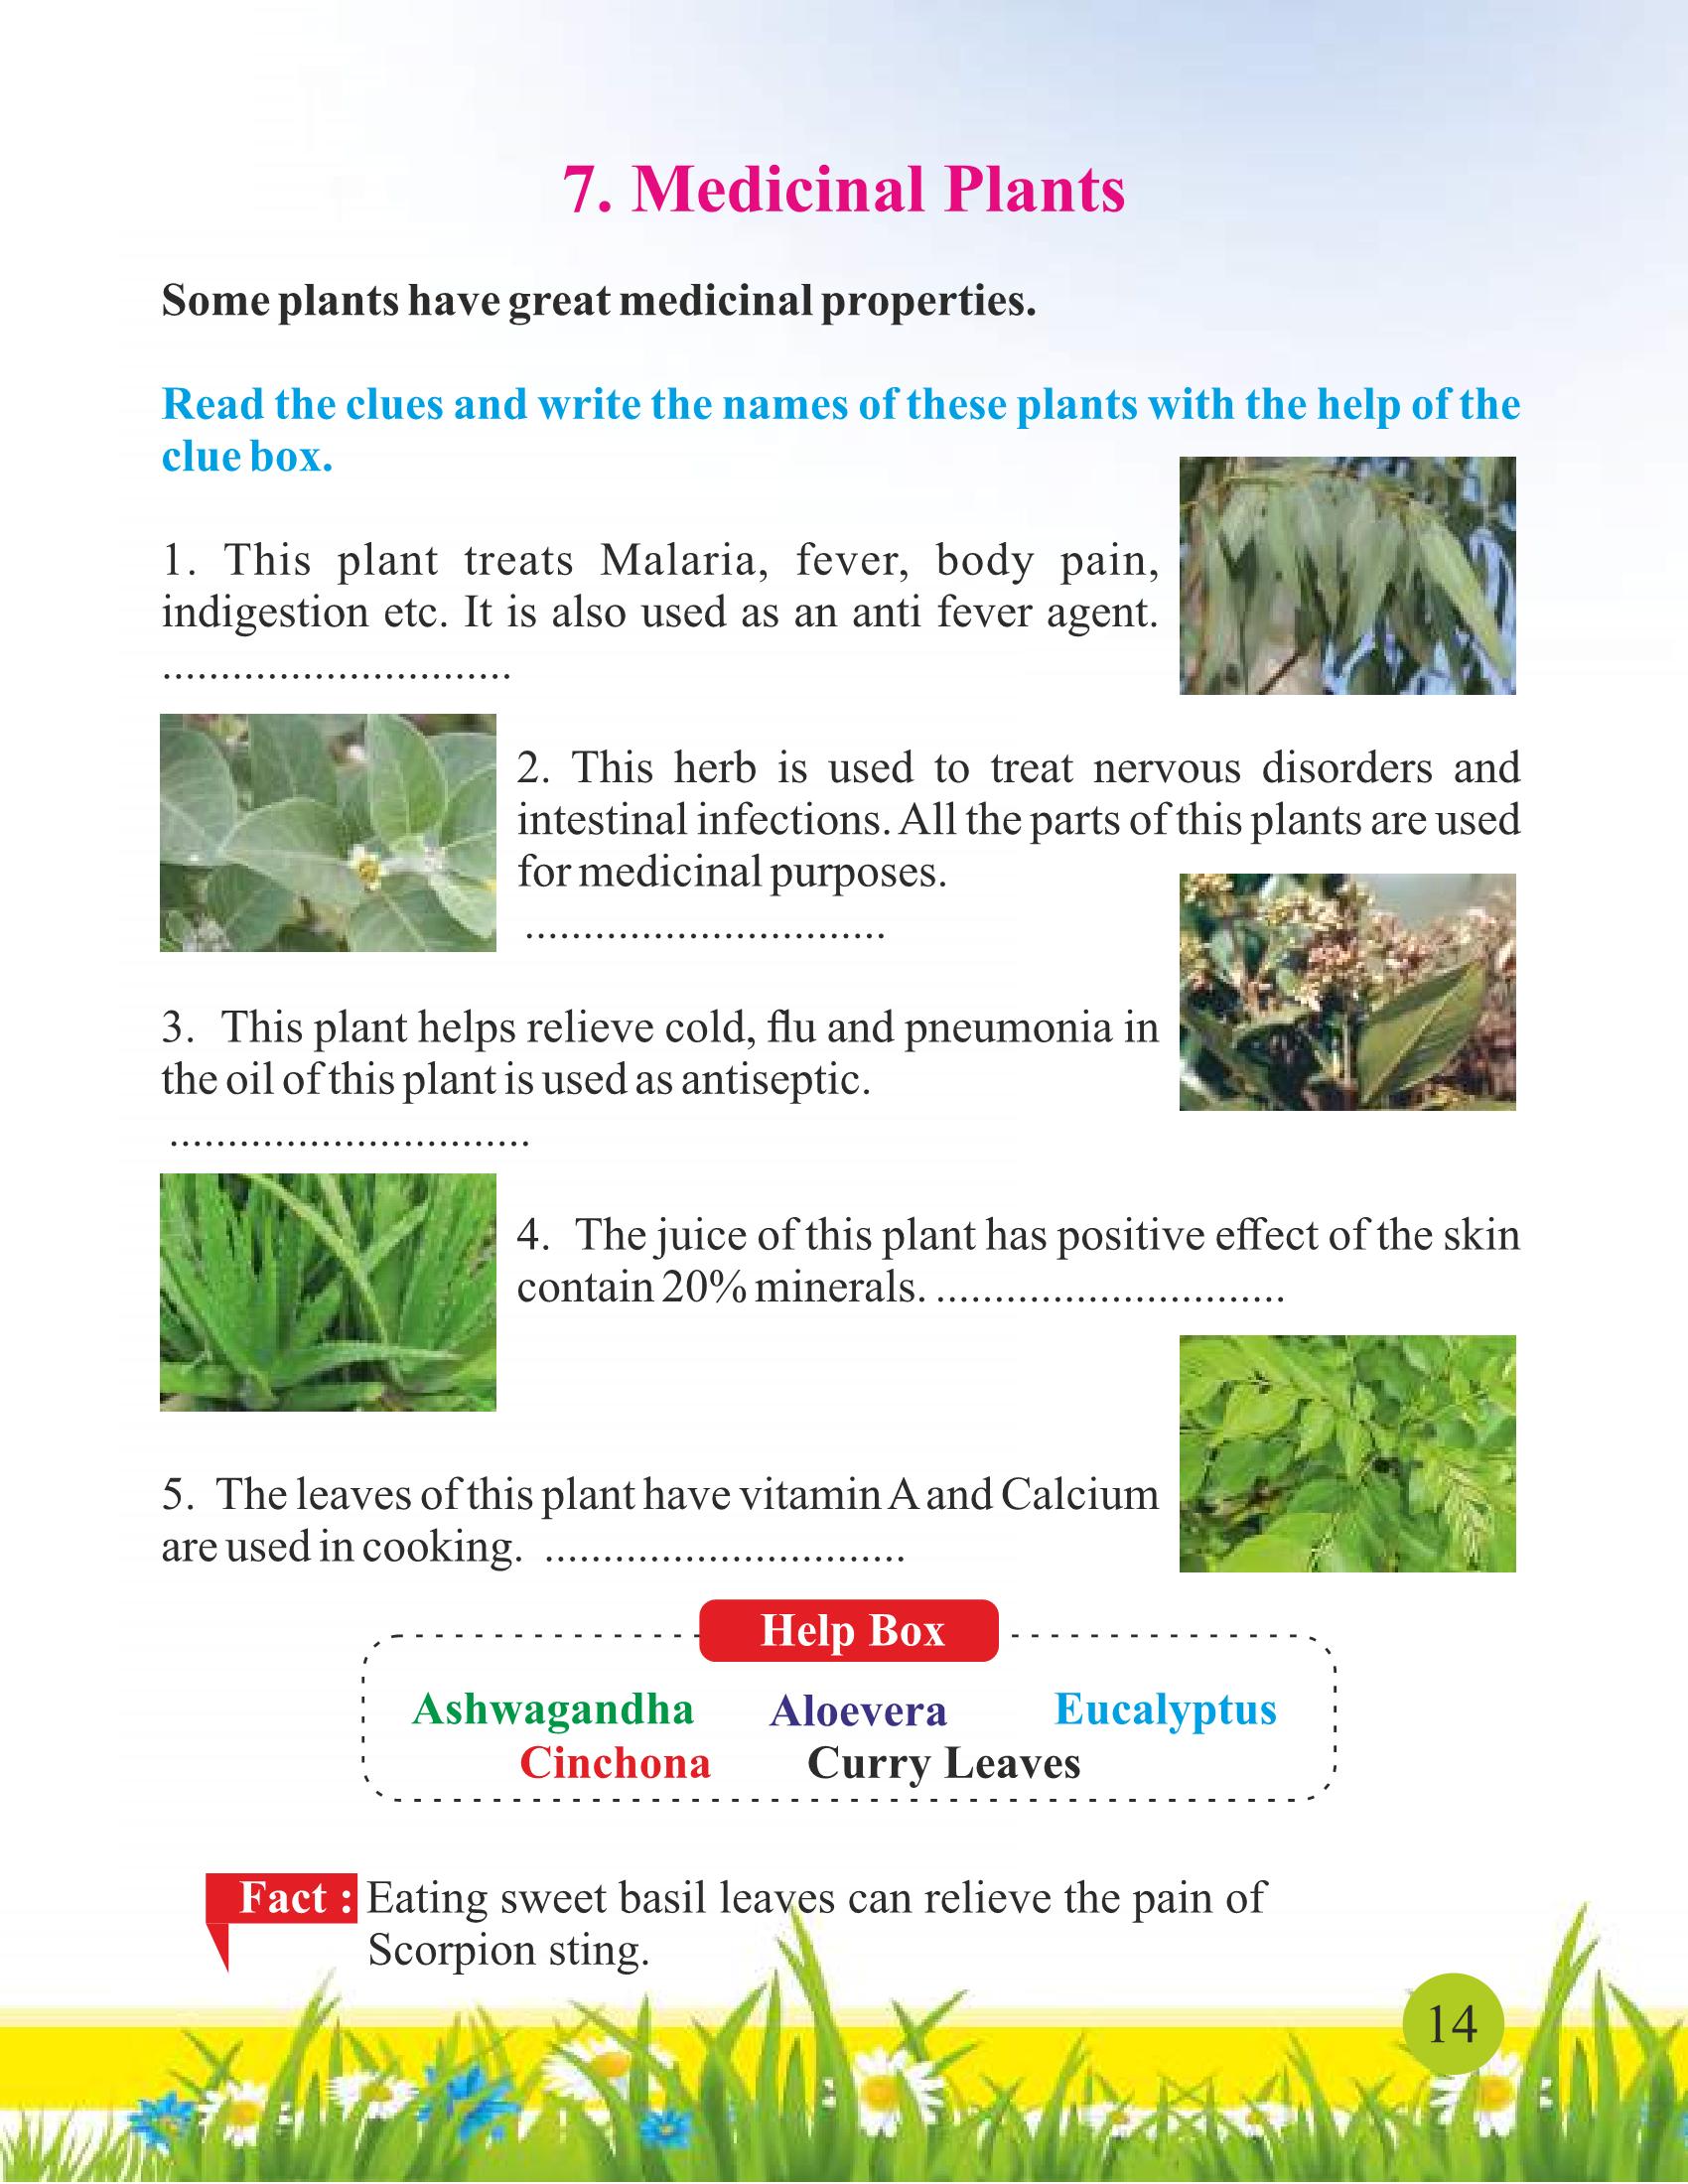 7. Medicinal Plants
Some plants have great medicinal properties.
Read the clues and write the names of these plants with the help of the
clue box.
1. This plant treats Malaria, fever, body pain,
indigestion etc. It is also used as an anti fever agent.
..............................
2. This herb is used to treat nervous disorders and
intestinal infections. All the parts of this plants are used
for medicinal purposes.
...............................
3. This plant helps relieve cold, flu and pneumonia in
the oil of this plant is used as antiseptic.
...............................
4. The juice of this plant has positive effect of the skin
contain 20% minerals. ..............................
5. The leaves of this plant have vitamin A and Calcium
are used in cooking. ...............................
Help Box
Ashwagandha Aloevera Eucalyptus
Cinchona Curry Leaves
Fact : Eating sweet basil leaves can relieve the pain of
Scorpion sting.
14